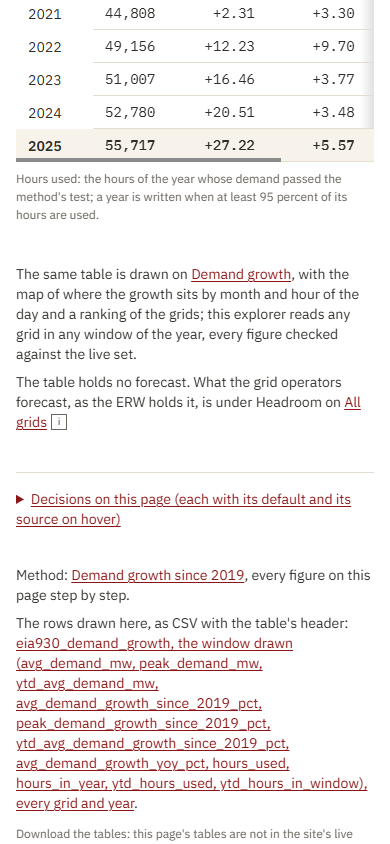 2021 44,808 +2.31 +3.30
2022 49,156 +12.23 +9.70
2023 51,007 +16.46 +3.77
2024 52,780 +20.51 +3.48
2025 55,717 +27.22 +5.57
Hours used: the hours of the year whose demand passed the
method's test; a year is written when at least 95 percent of its
hours are used.
The same table is drawn on Demand growth, with the
map of where the growth sits by month and hour of the
day and a ranking of the grids; this explorer reads any
grid in any window of the year, every figure checked
against the live set.
The table holds no forecast. What the grid operators
forecast, as the ERW holds it, is under Headroom on All
grids i
▶ Decisions on this page (each with its default and its
source on hover)
Method: Demand growth since 2019, every figure on this
page step by step.
The rows drawn here, as CSV with the table's header:
eia930_demand_growth, the window drawn
(avg_demand_mw, peak_demand_mw,
ytd_avg_demand_mw,
avg_demand_growth_since_2019_pct,
peak_demand_growth_since_2019_pct,
ytd_avg_demand_growth_since_2019_pct,
avg_demand_growth_yoy_pct, hours_used,
hours_in_year, ytd_hours_used, ytd_hours_in_window),
every grid and year.
Download the tables: this page's tables are not in the site's live